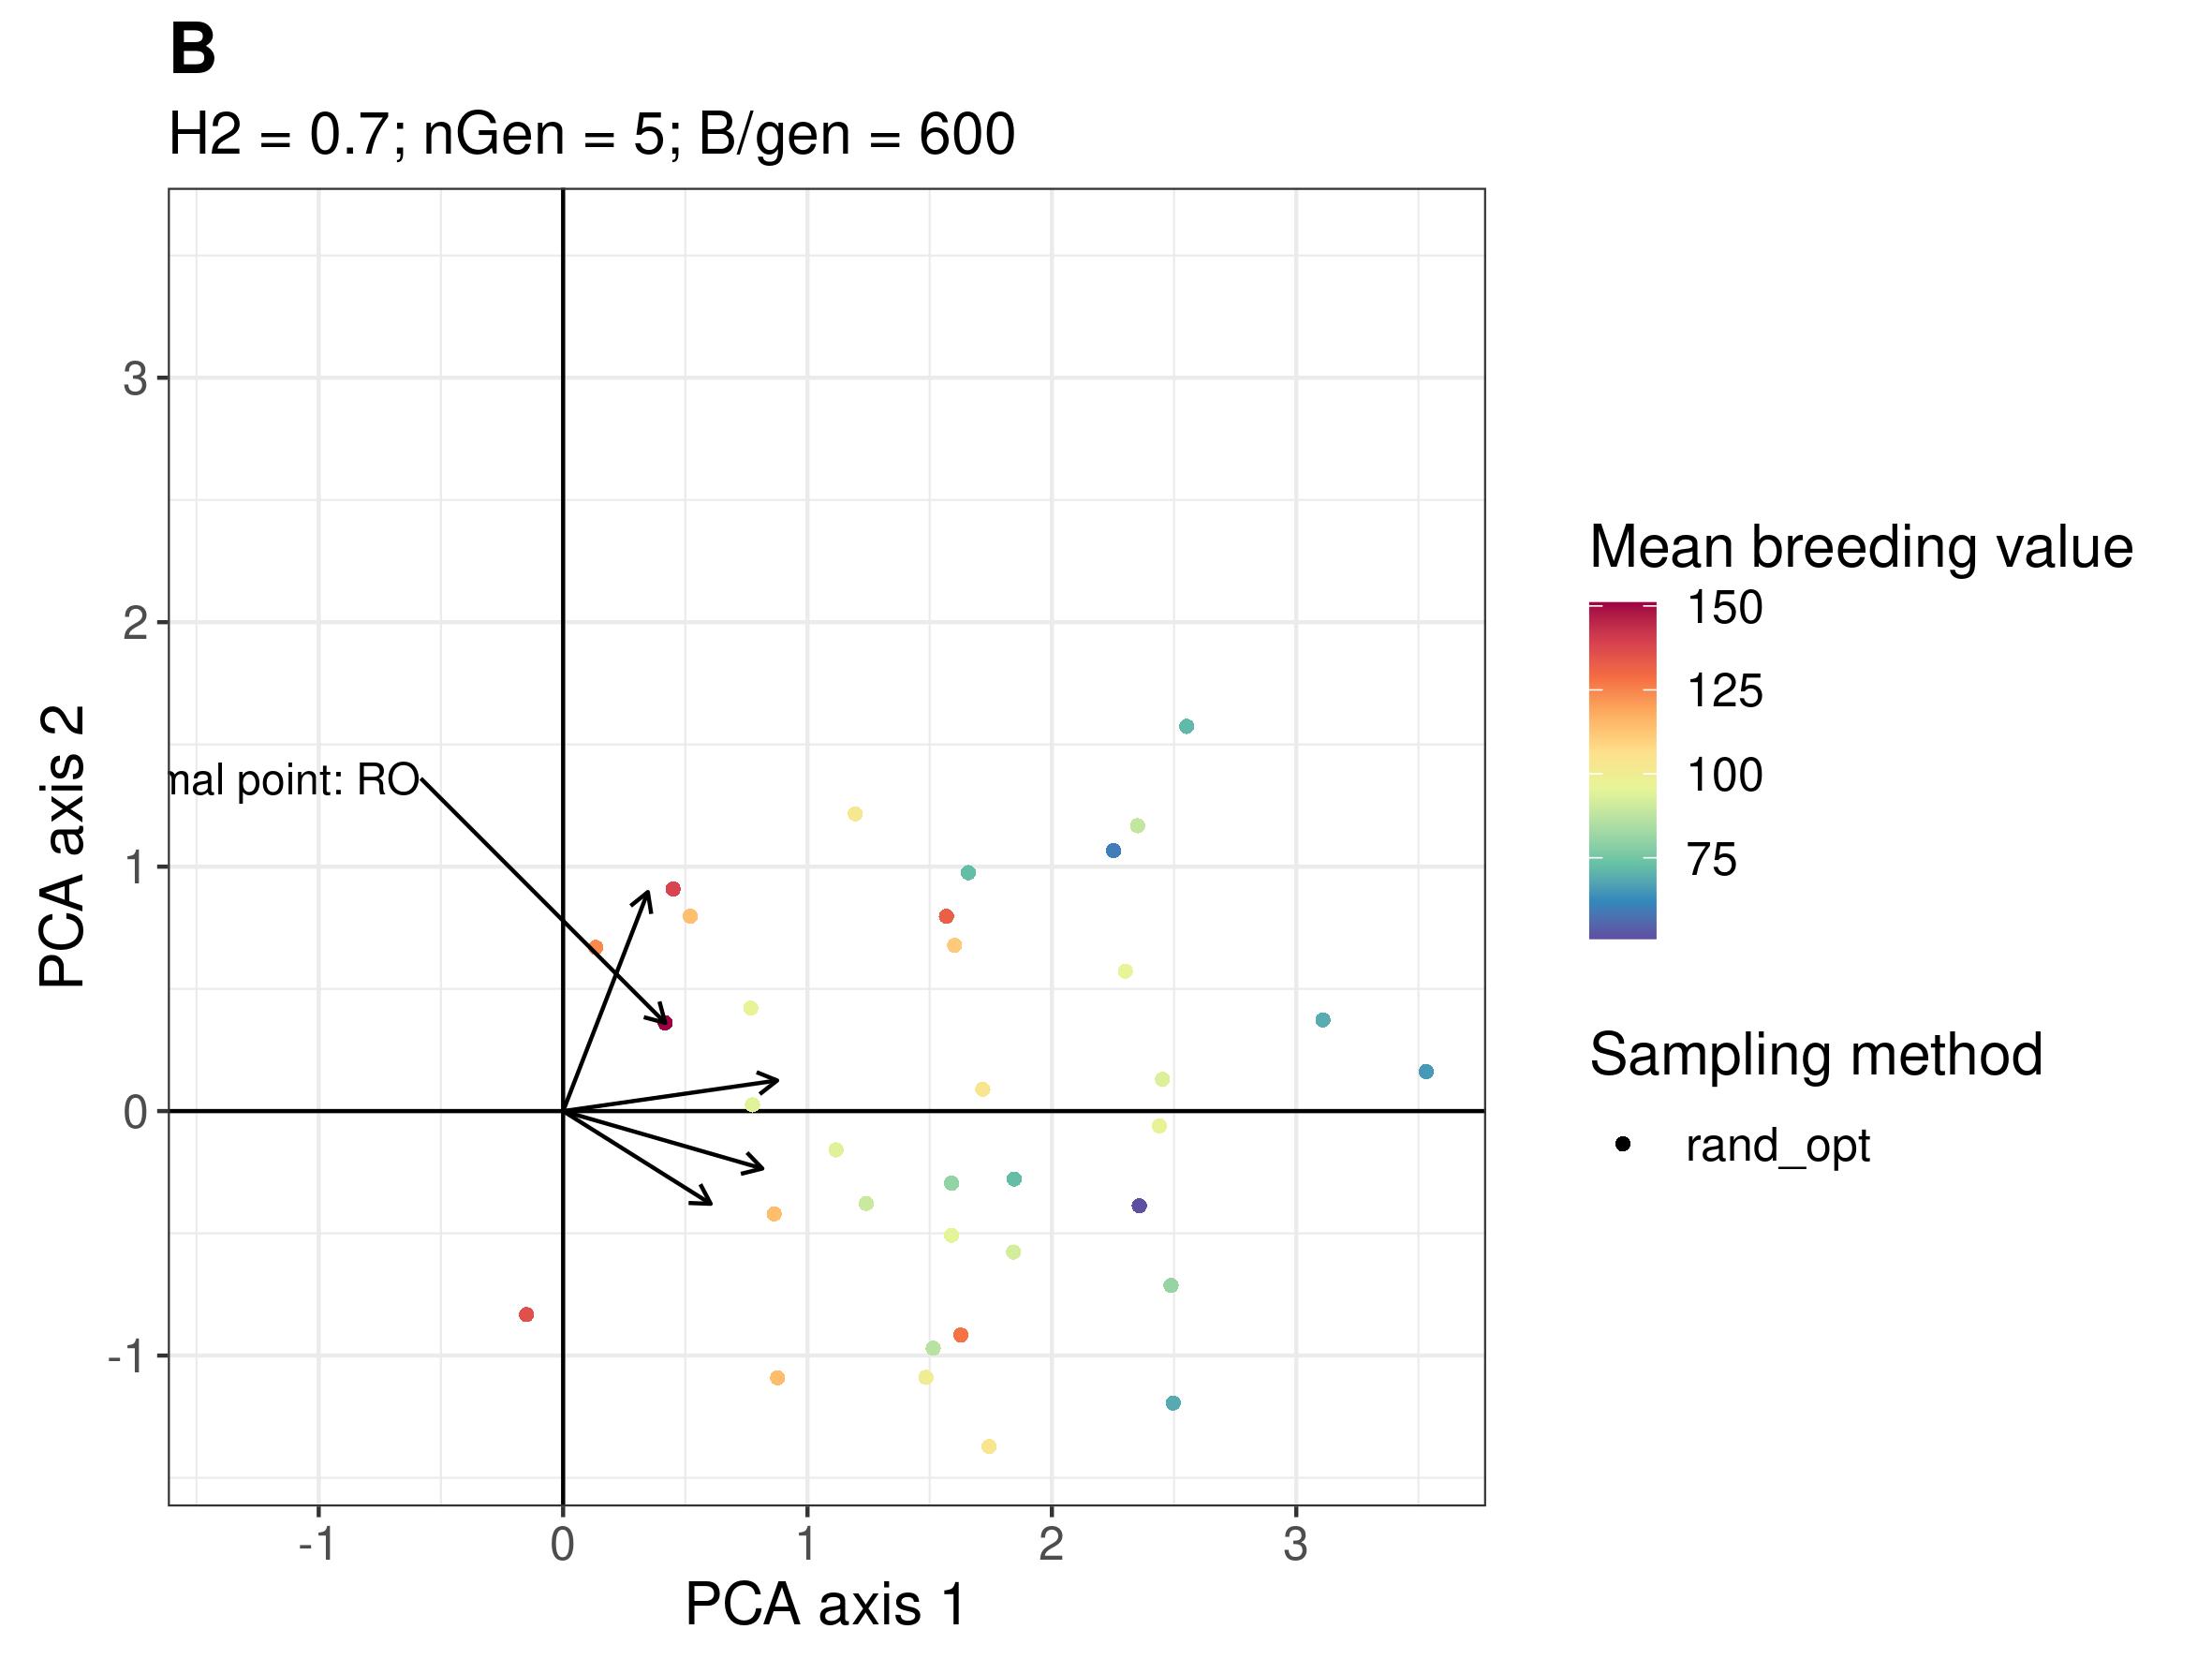 B
H2 = 0.7; nGen = 5; B/gen = 600
PCA axis 2
3
2
1
0
-1
mal point: RO
-1
0
1
2
3
PCA axis 1
Mean breeding value
150
125
100
75
Sampling method
rand_opt